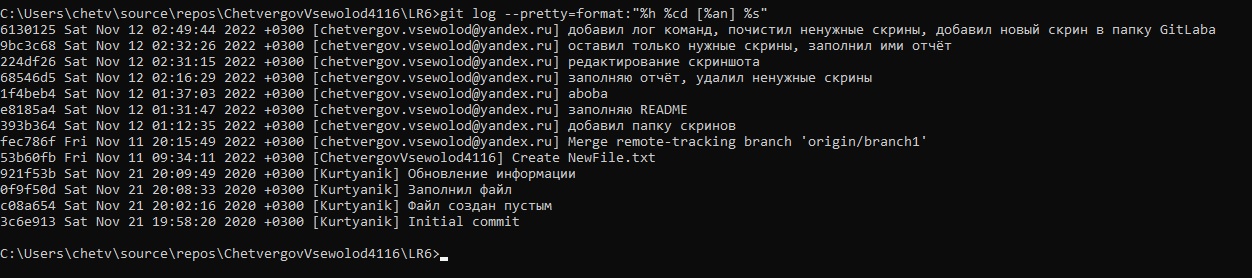 C:\Users\chetv\source\repos\ChetvergovVsewolod4116\LR6>git log --pretty=format:"%h %cd [%an] %s"
6130125 Sat Nov 12 02:49:44 2022 +0300 [chetvergov.vsewolod@yandex.ru] добавил лог команд, почистил ненужные скрины, добавил новый скрин в папку GitLaba
9bc3c68 Sat Nov 12 02:32:26 2022 +0300 [chetvergov.vsewolod@yandex.ru] оставил только нужные скрины, заполнил ими отчёт
224df26 Sat Nov 12 02:31:15 2022 +0300 [chetvergov.vsewolod@yandex.ru] редактирование скриншота
68546d5 Sat Nov 12 02:16:29 2022 +0300 [chetvergov.vsewolod@yandex.ru] заполняю отчёт, удалил ненужные скрины
1f4beb4 Sat Nov 12 01:37:03 2022 +0300 [chetvergov.vsewolod@yandex.ru] aboba
e8185a4 Sat Nov 12 01:31:47 2022 +0300 [chetvergov.vsewolod@yandex.ru] заполняю README
393b364 Sat Nov 12 01:12:35 2022 +0300 [chetvergov.vsewolod@yandex.ru] добавил папку скринов
fec786f Fri Nov 11 20:15:49 2022 +0300 [chetvergov.vsewolod@yandex.ru] Merge remote-tracking branch 'origin/branch1'
53b60fb Fri Nov 11 09:34:11 2022 +0300 [ChetvergovVsewolod4116] Create NewFile.txt
921f53b Sat Nov 21 20:09:49 2020 +0300 [Kurtyanik] Обновление информации
0f9f50d Sat Nov 21 20:08:33 2020 +0300 [Kurtyanik] Заполнил файл
c08a654 Sat Nov 21 20:02:16 2020 +0300 [Kurtyanik] Файл создан пустым
3c6e913 Sat Nov 21 19:58:20 2020 +0300 [Kurtyanik] Initial commit
C:\Users\chetv\source\repos\ChetvergovVsewolod4116\LR6>